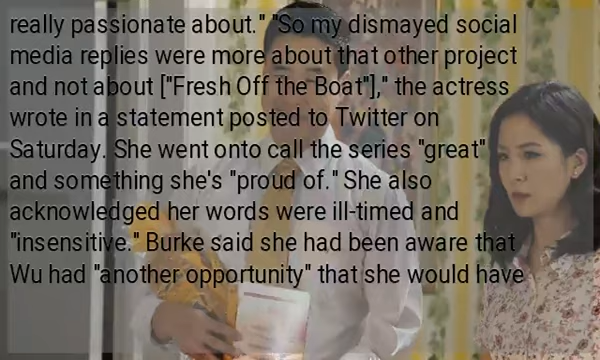 really passionate about." "So my dismayed social
media replies were more about that other project
and not about ["Fresh Off the Boat"]," the actress
wrote in a statement posted to Twitter on
Saturday. She went onto call the series "great"
and something she's "proud of." She also
acknowledged her words were ill-timed and
"insensitive." Burke said she had been aware that
Wu had "another opportunity" that she would have